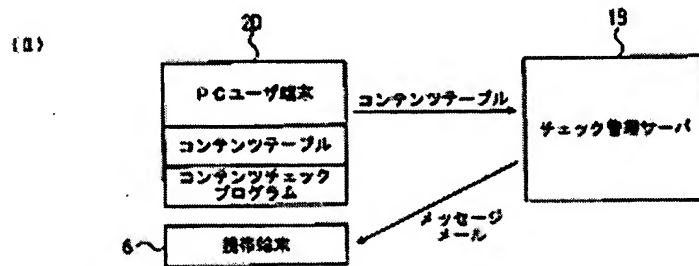 (a)
20
19
PCユーザ端末
コンテンツテーブル
チェック管理サーバ
コンテンツテーブル
コンテンツチェック
プログラム
メッセージ
メール
6
携帯端末